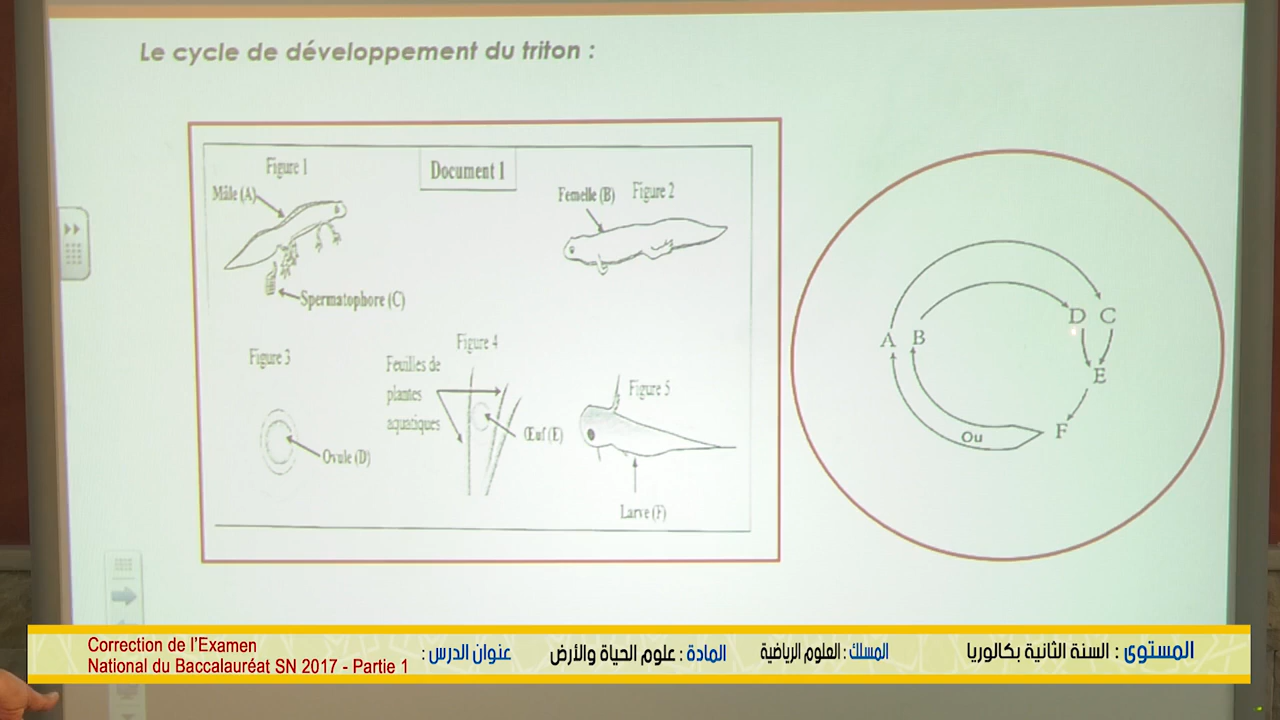 Le cycle de développement du triton :
Figure 1
Document 1
Mâle (A)
Femelle (B)
Figure 2
Spermatophore (C)
Figure 3
Figure 4
Feuilles de
plantes
aquatiques
Figure 5
Œuf (E)
Ovule (D)
Larve (F)
A B
D C
E
F
Ou
Correction de l'Examen
National du Baccalauréat SN 2017 - Partie 1
عنوان الدرس :
المادة : علوم الحياة والأرض
المسلك : العلوم الرياضية
المستوى : السنة الثانية بكالوريا